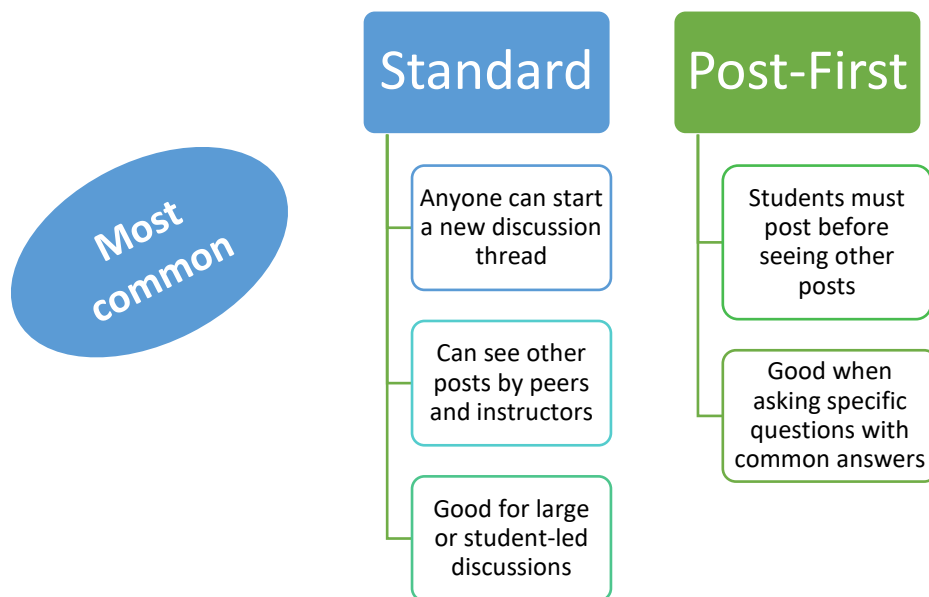 Most
common
Standard
Anyone can start
a new discussion
thread
Can see other
posts by peers
and instructors
Good for large
or student-led
discussions
Post-First
Students must
post before
seeing other
posts
Good when
asking specific
questions with
common answers